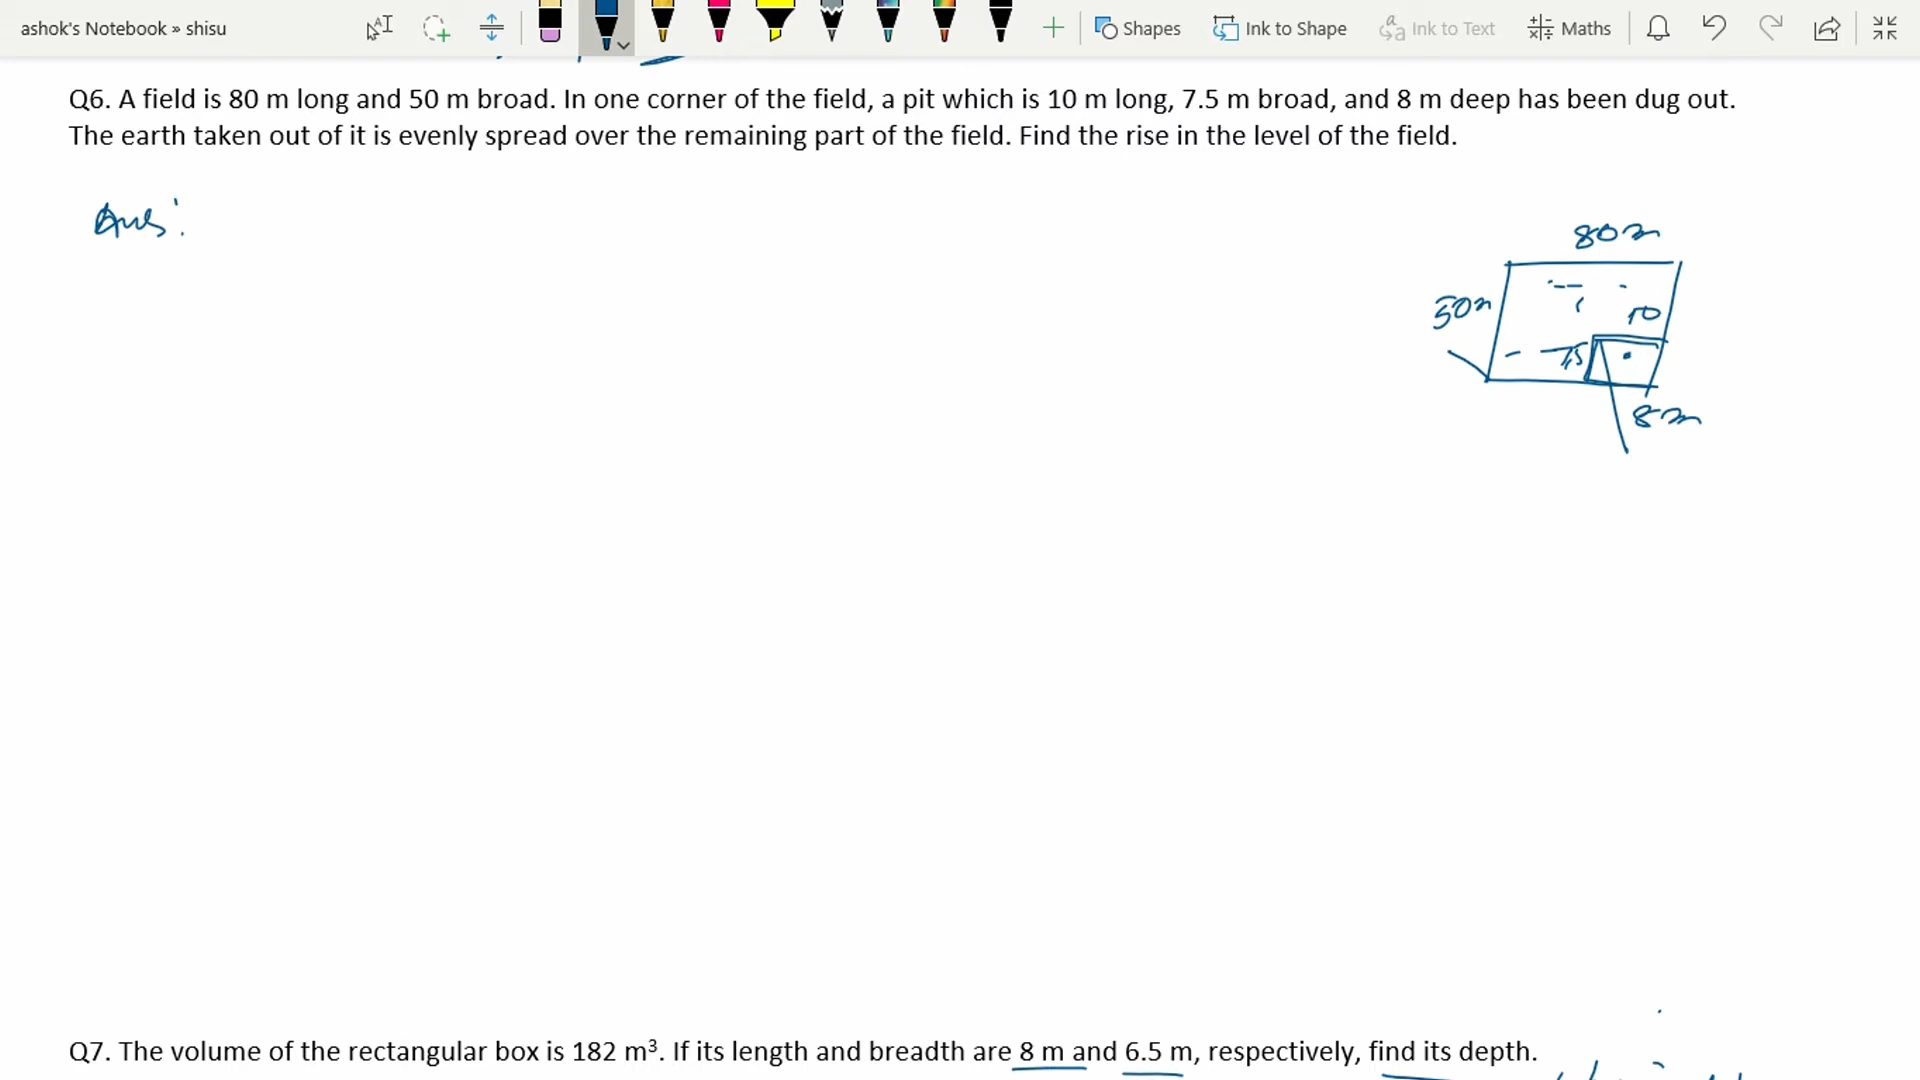 ashok's Notebook » shisu
Shapes
Ink to Shape
Ink to Text
Maths
Q6. A field is 80 m long and 50 m broad. In one corner of the field, a pit which is 10 m long, 7.5 m broad, and 8 m deep has been dug out.
The earth taken out of it is evenly spread over the remaining part of the field. Find the rise in the level of the field.
Ans:
80m
50m
10
7.5
8m
Q7. The volume of the rectangular box is 182 m³. If its length and breadth are 8 m and 6.5 m, respectively, find its depth.